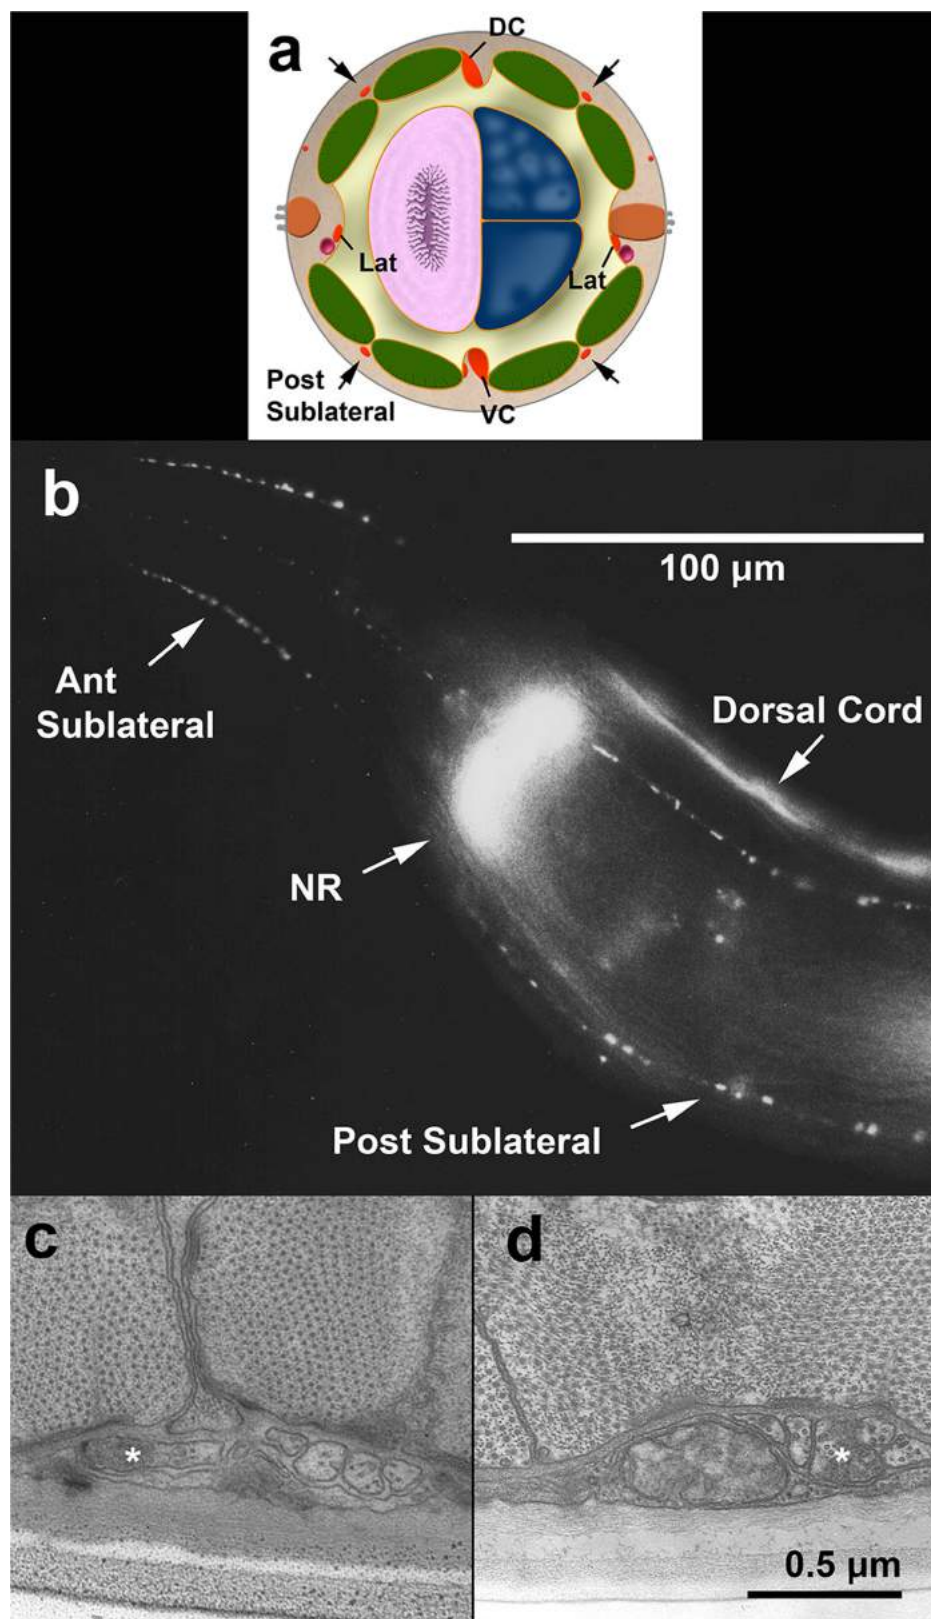 a
DC
Lat
Lat
Post
Sublateral
VC
b
100 µm
Ant
Sublateral
Dorsal Cord
NR
Post Sublateral
c
d
*
*
0.5 µm